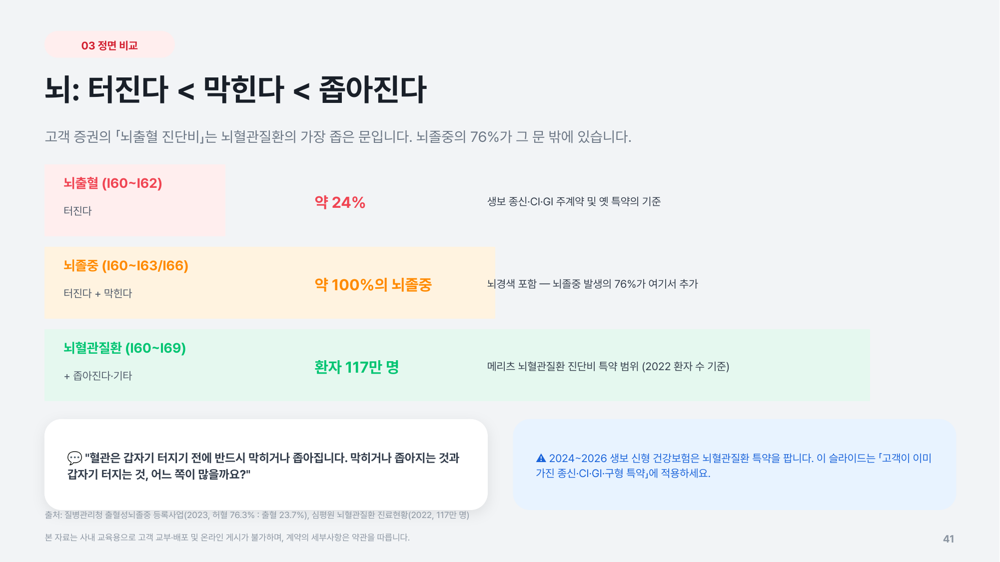 03 정면 비교
뇌: 터진다 < 막힌다 < 좁아진다
고객 증권의 「뇌출혈 진단비」는 뇌혈관질환의 가장 좁은 문입니다. 뇌졸중의 76%가 그 문 밖에 있습니다.
뇌출혈 (I60~I62)
터진다
약 24%
생보 종신·CI·GI 주계약 및 옛 특약의 기준
뇌졸중 (I60~I63/I66)
터진다 + 막힌다
약 100%의 뇌졸중
뇌경색 포함 — 뇌졸중 발생의 76%가 여기서 추가
뇌혈관질환 (I60~I69)
+ 좁아진다·기타
환자 117만 명
메리츠 뇌혈관질환 진단비 특약 범위 (2022 환자 수 기준)
💬 "혈관은 갑자기 터지기 전에 반드시 막히거나 좁아집니다. 막히거나 좁아지는 것과
갑자기 터지는 것, 어느 쪽이 많을까요?"
⚠ 2024~2026 생보 신형 건강보험은 뇌혈관질환 특약을 팝니다. 이 슬라이드는 「고객이 이미
가진 종신·CI·GI·구형 특약」에 적용하세요.
출처: 질병관리청 출혈성뇌졸중 등록사업(2023, 허혈 76.3% : 출혈 23.7%), 심평원 뇌혈관질환 진료현황(2022, 117만 명)
본 자료는 사내 교육용으로 고객 교부·배포 및 온라인 게시가 불가하며, 계약의 세부사항은 약관을 따릅니다.
41